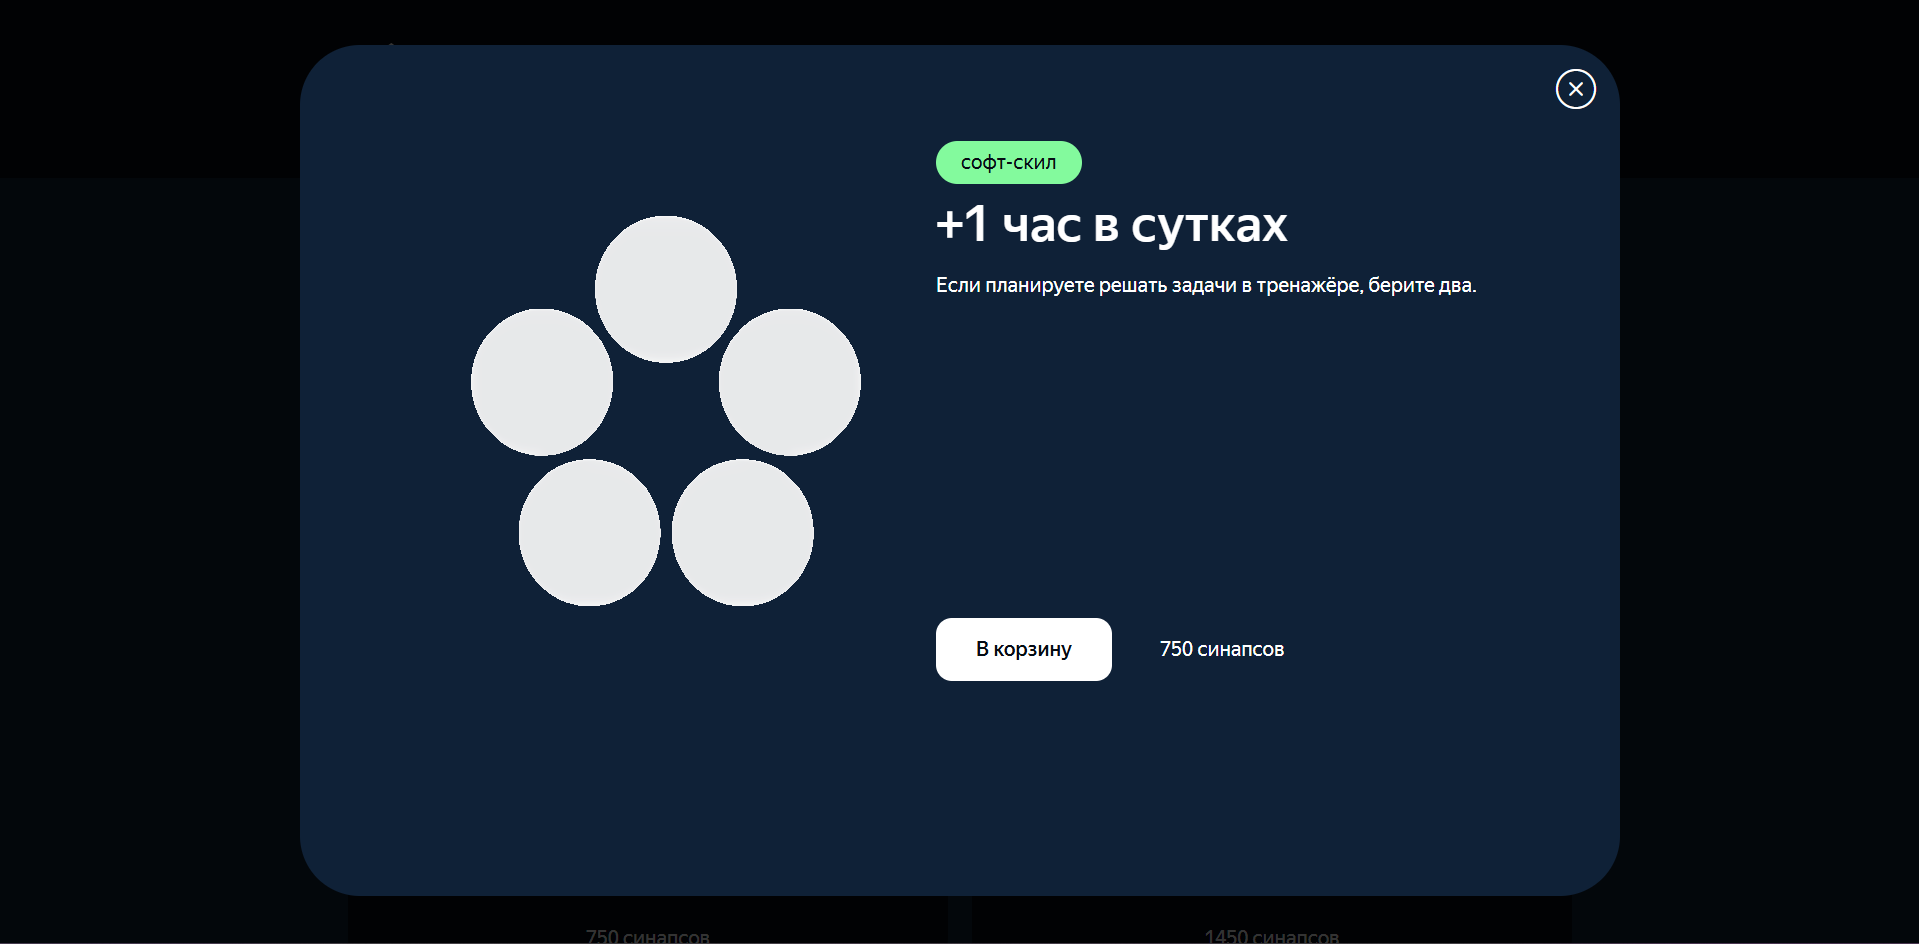 софт-скил
+1 час в сутках
Если планируете решать задачи в тренажёре, берите два.
В корзину
750 синапсов
750 синапсов
1450 синапсов